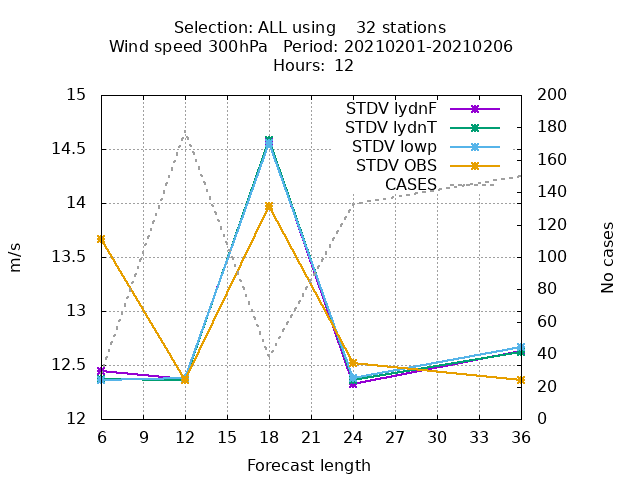 Selection: ALL using    32 stations
Wind speed 300hPa   Period: 20210201-20210206
Hours:  12
STDV lydnF
STDV lydnT
STDV lowp
STDV OBS
CASES
15
14.5
14
13.5
13
12.5
12
200
180
160
140
120
100
80
60
40
20
0
m/s
No cases
6 9 12 15 18 21 24 27 30 33 36
Forecast length